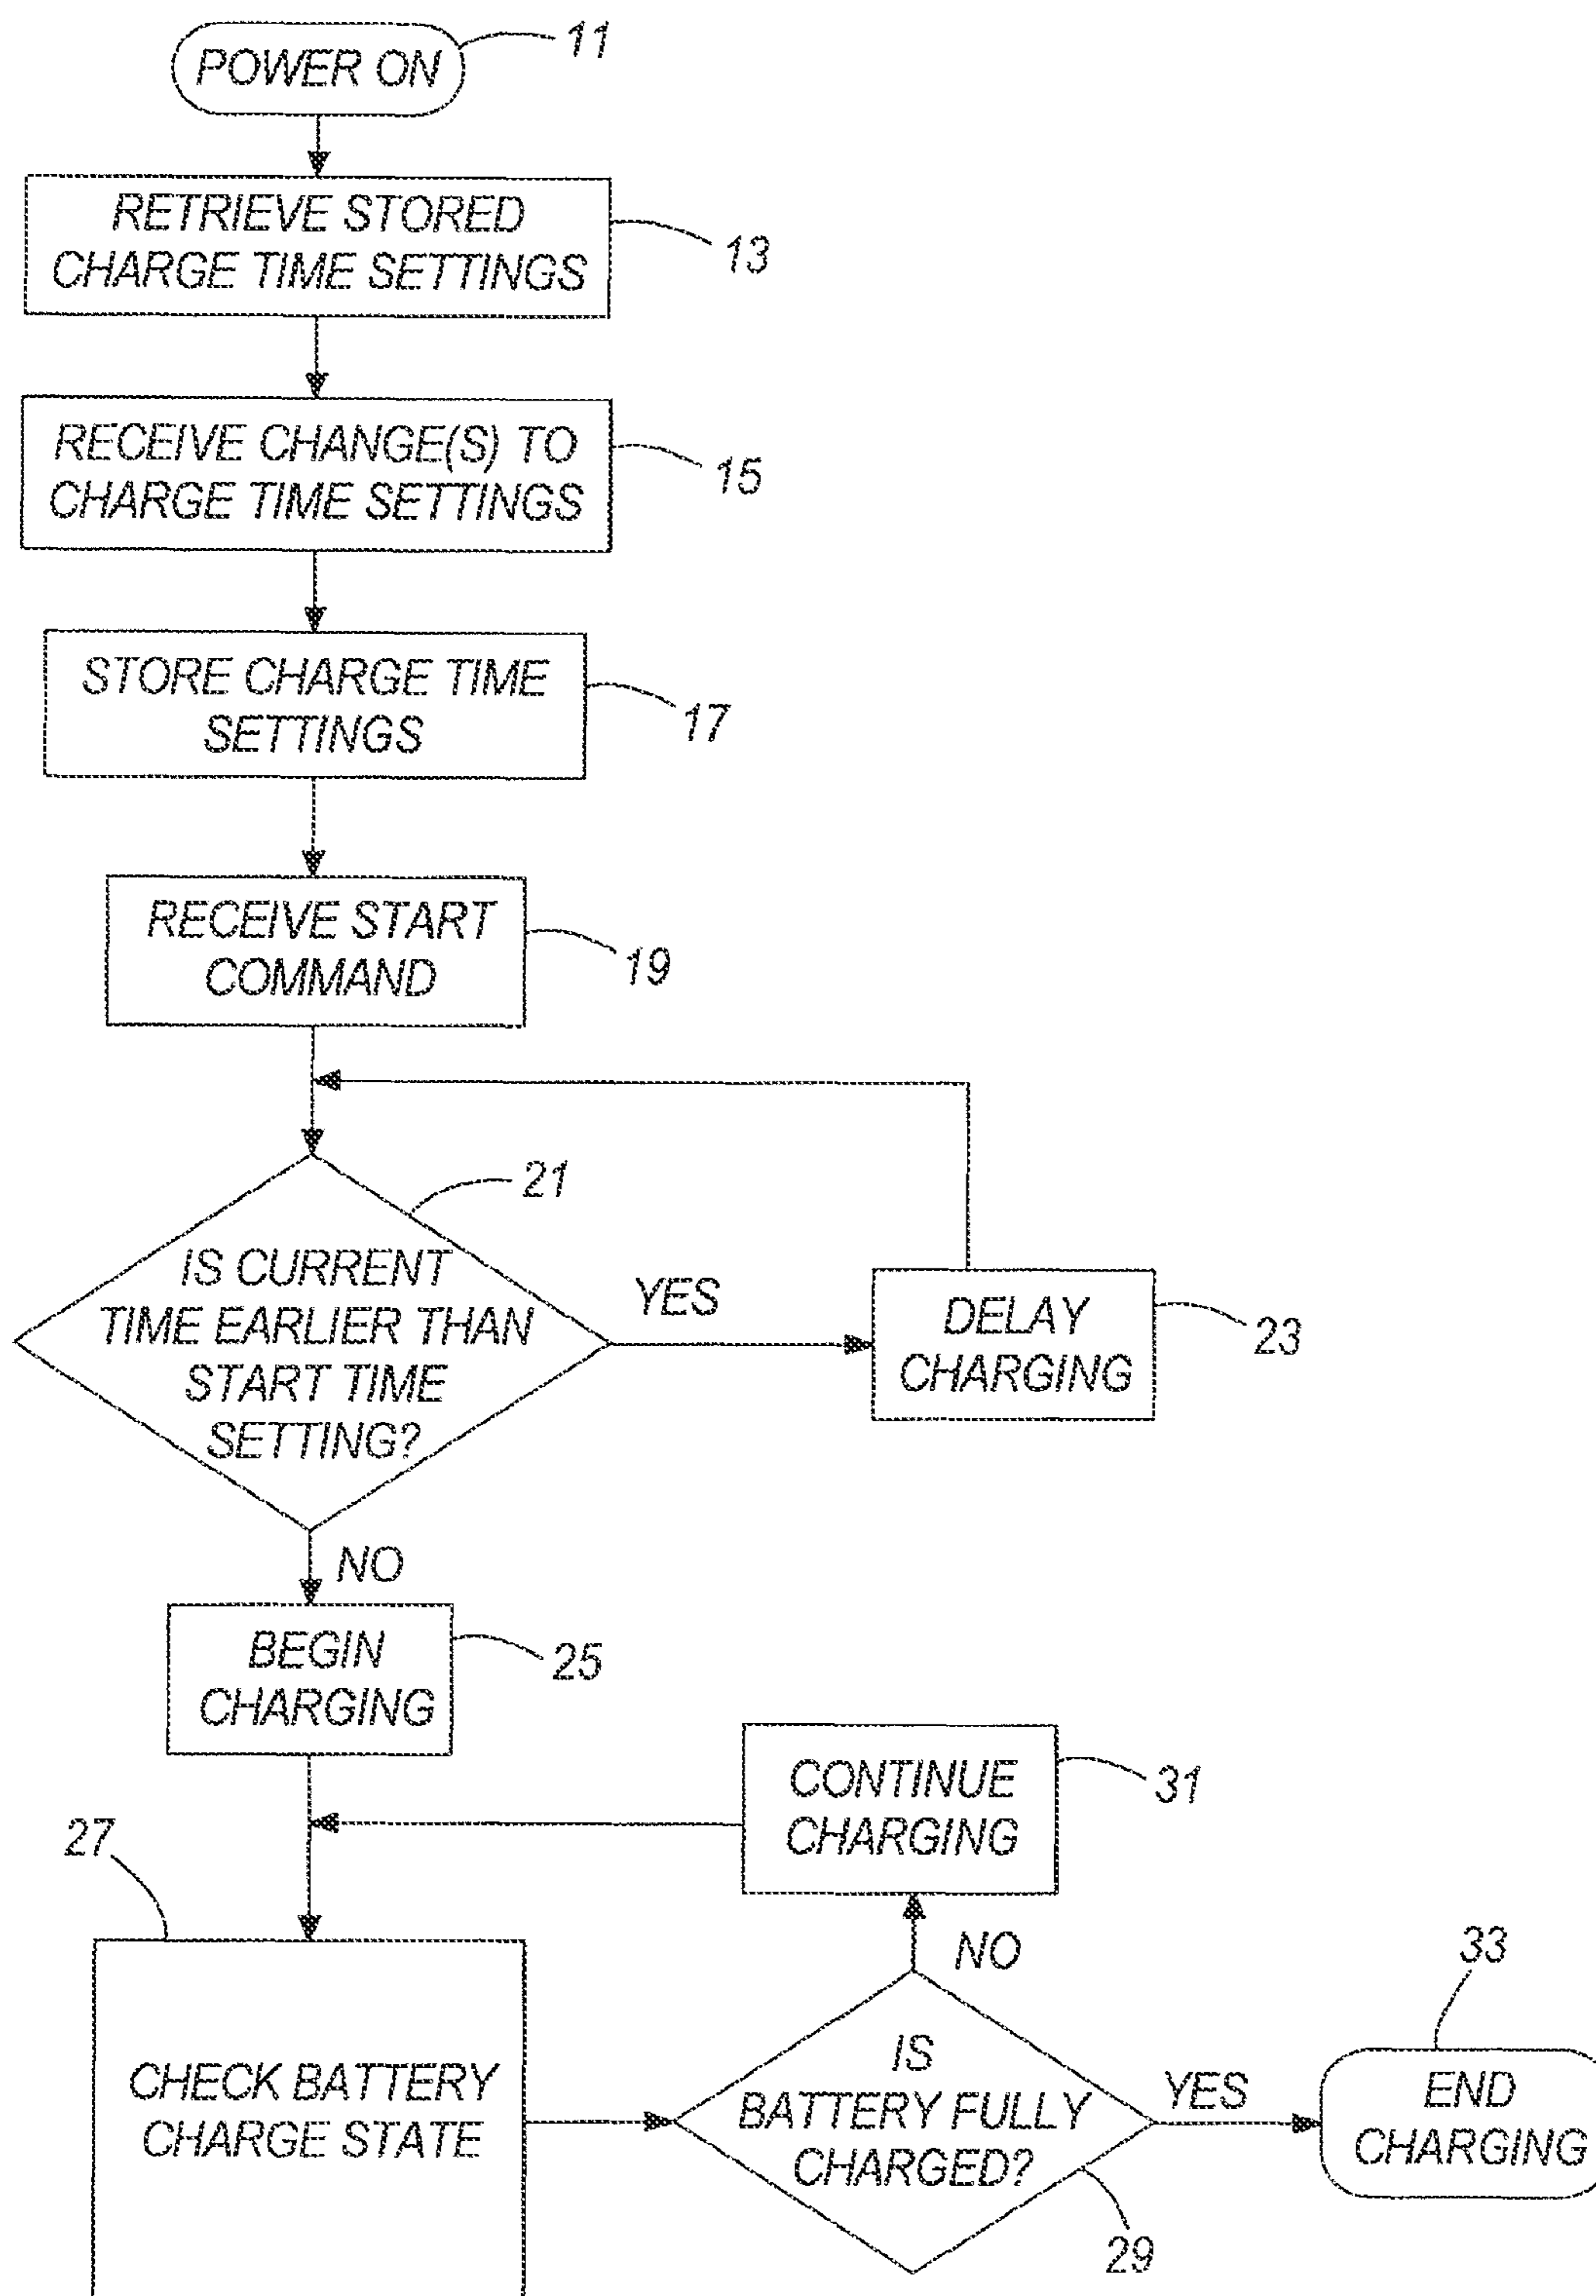 POWER ON
11
RETRIEVE STORED
CHARGE TIME SETTINGS
13
RECEIVE CHANGE(S) TO
CHARGE TIME SETTINGS
15
STORE CHARGE TIME
SETTINGS
17
RECEIVE START
COMMAND
19
21
IS CURRENT
TIME EARLIER THAN
START TIME
SETTING?
YES
DELAY
CHARGING
23
NO
BEGIN
CHARGING
25
CONTINUE
CHARGING
31
27
CHECK BATTERY
CHARGE STATE
NO
IS
BATTERY FULLY
CHARGED?
29
YES
33
END
CHARGING